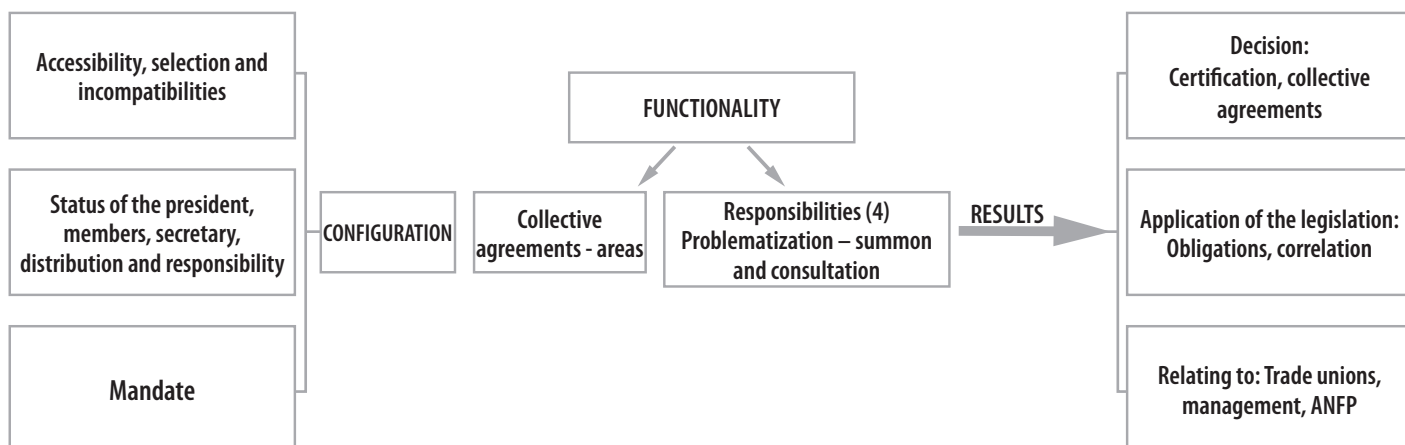 Accessibility, selection and
incompatibilities
Status of the president,
members, secretary,
distribution and responsibility
Mandate
CONFIGURATION
FUNCTIONALITY
Collective
agreements - areas
Responsibilities (4)
Problematization – summon
and consultation
RESULTS
Decision:
Certification, collective
agreements
Application of the legislation:
Obligations, correlation
Relating to: Trade unions,
management, ANFP